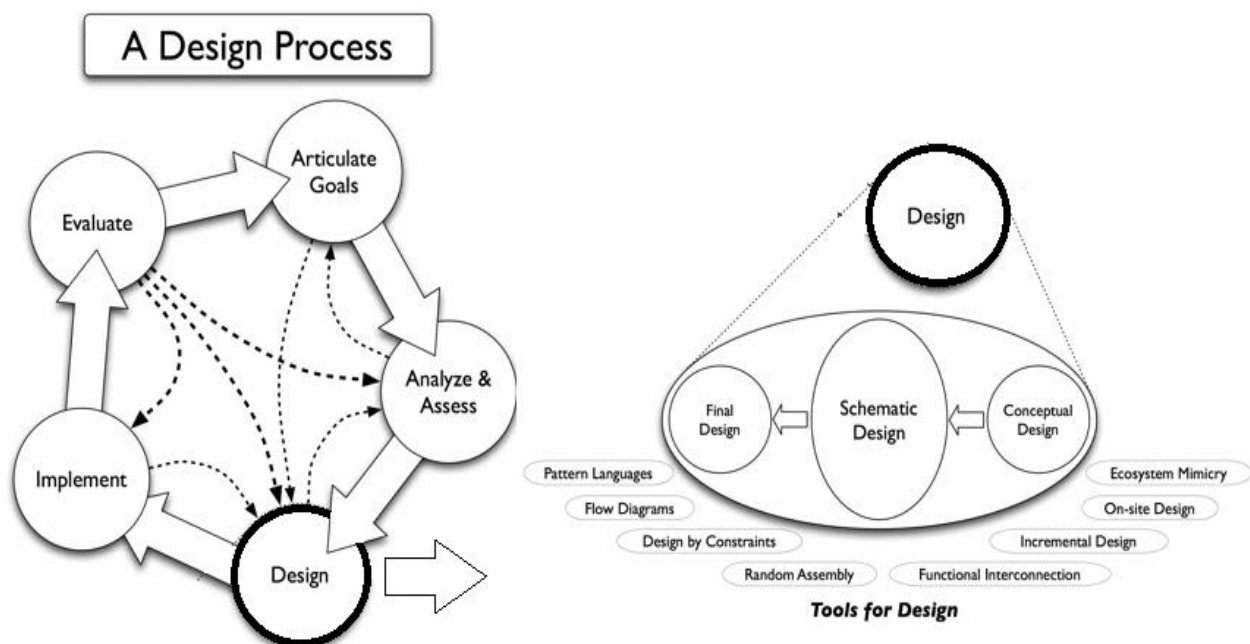 A Design Process
Articulate
Goals
Evaluate
Analyze &
Assess
Implement
Design
Design
Final
Design
Schematic
Design
Conceptual
Design
Pattern Languages
Ecosystem Mimicry
Flow Diagrams
On-site Design
Design by Constraints
Incremental Design
Random Assembly
Functional Interconnection
Tools for Design